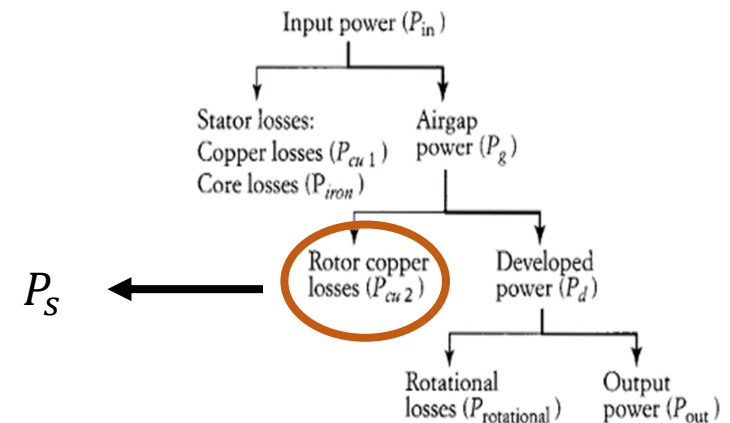 Input power (P_in)
Stator losses:
Copper losses (P_cu 1)
Core losses (P_iron)
Airgap
power (P_g)
P_s
Rotor copper
losses (P_cu 2)
Developed
power (P_d)
Rotational
losses (P_rotational)
Output
power (P_out)